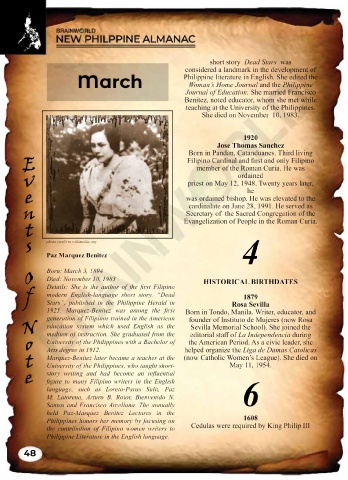 BRAINWORLD
NEW PHILPPINE ALMANAC
March
Events Of Note
photo credit to wikimedia.org
Paz Marquez Benitez
Born: March 3, 1894
Died: November 10, 1983
Details: She is the author of the first Filipino
modern English-language short story, "Dead
Stars", published in the Philippine Herald in
1925. Marquez-Benitez was among the first
generation of Filipino trained in the American
education system which used English as the
medium of instruction. She graduated from the
University of the Philippines with a Bachelor of
Arts degree in 1912.
Marquez-Benitez later became a teacher at the
University of the Philippines, who taught short-
story writing and had become an influential
figure to many Filipino writers in the English
language, such as Loreto-Paras Sulit, Paz
M. Latorena, Arturo B. Rotor, Bienvenido N.
Santos and Francisco Arcellana. The annually
held Paz-Marquez Benitez Lectures in the
Philippines honors her memory by focusing on
the contribution of Filipino women writers to
Philippine Literature in the English language.
short story Dead Stars was
considered a landmark in the development of
Philippine literature in English. She edited the
Woman's Home Journal and the Philippine
Journal of Education. She married Francisco
Benitez, noted educator, whom she met while
teaching at the University of the Philippines.
She died on November 10, 1983.
1920
Jose Thomas Sanchez
Born in Pandan, Catanduanes. Third living
Filipino Cardinal and first and only Filipino
member of the Roman Curia. He was
ordained
priest on May 12, 1948. Twenty years later,
he
was ordained bishop. He was elevated to the
cardinalate on June 28, 1991. He served as
Secretary of the Sacred Congregation of the
Evangelization of People in the Roman Curia.
4
HISTORICAL BIRTHDATES
1879
Rosa Sevilla
Born in Tondo, Manila. Writer, educator, and
founder of Instituto de Mujeres (now Rosa
Sevilla Memorial School). She joined the
editorial staff of La Independencia during
the American Period. As a civic leader, she
helped organize the Liga de Damas Catolicas
(now Catholic Women's League). She died on
May 11, 1954.
6
1608
Cedulas were required by King Philip III
48